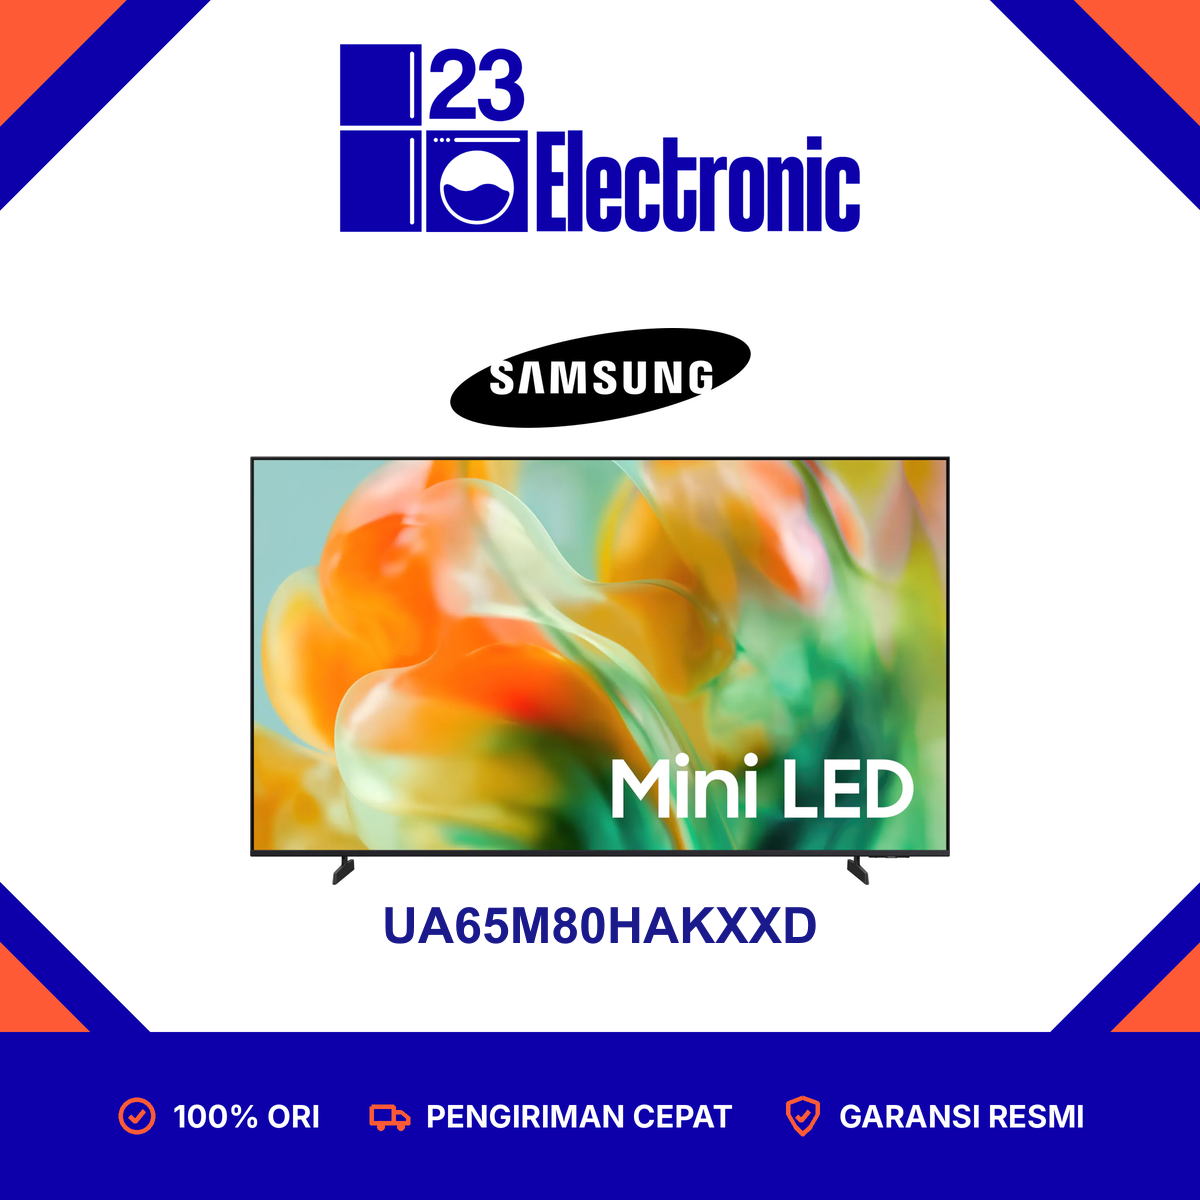 23
Electronic
SAMSUNG
Mini LED
UA65M80HAKXXD
100% ORI
PENGIRIMAN CEPAT
GARANSI RESMI